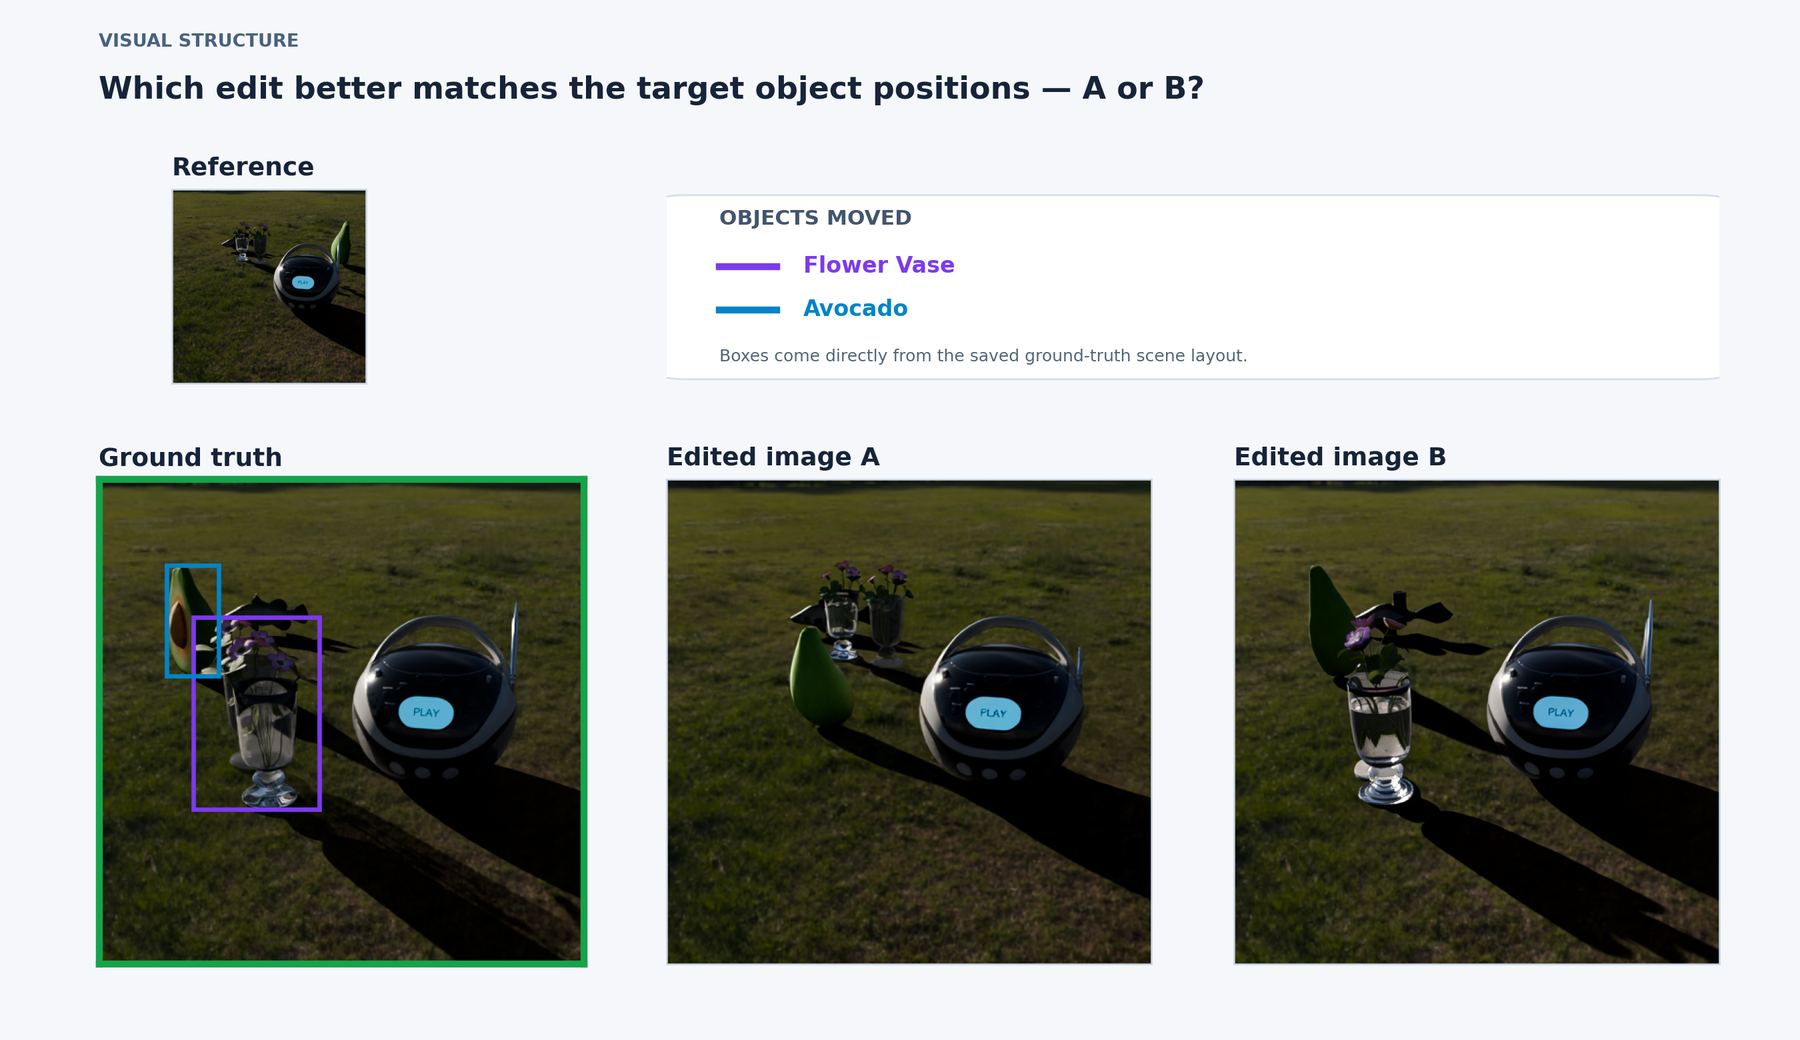 VISUAL STRUCTURE
Which edit better matches the target object positions — A or B?
Reference
PLAY
OBJECTS MOVED
Flower Vase
Avocado
Boxes come directly from the saved ground-truth scene layout.
Ground truth
Edited image A
Edited image B
PLAY
PLAY
PLAY